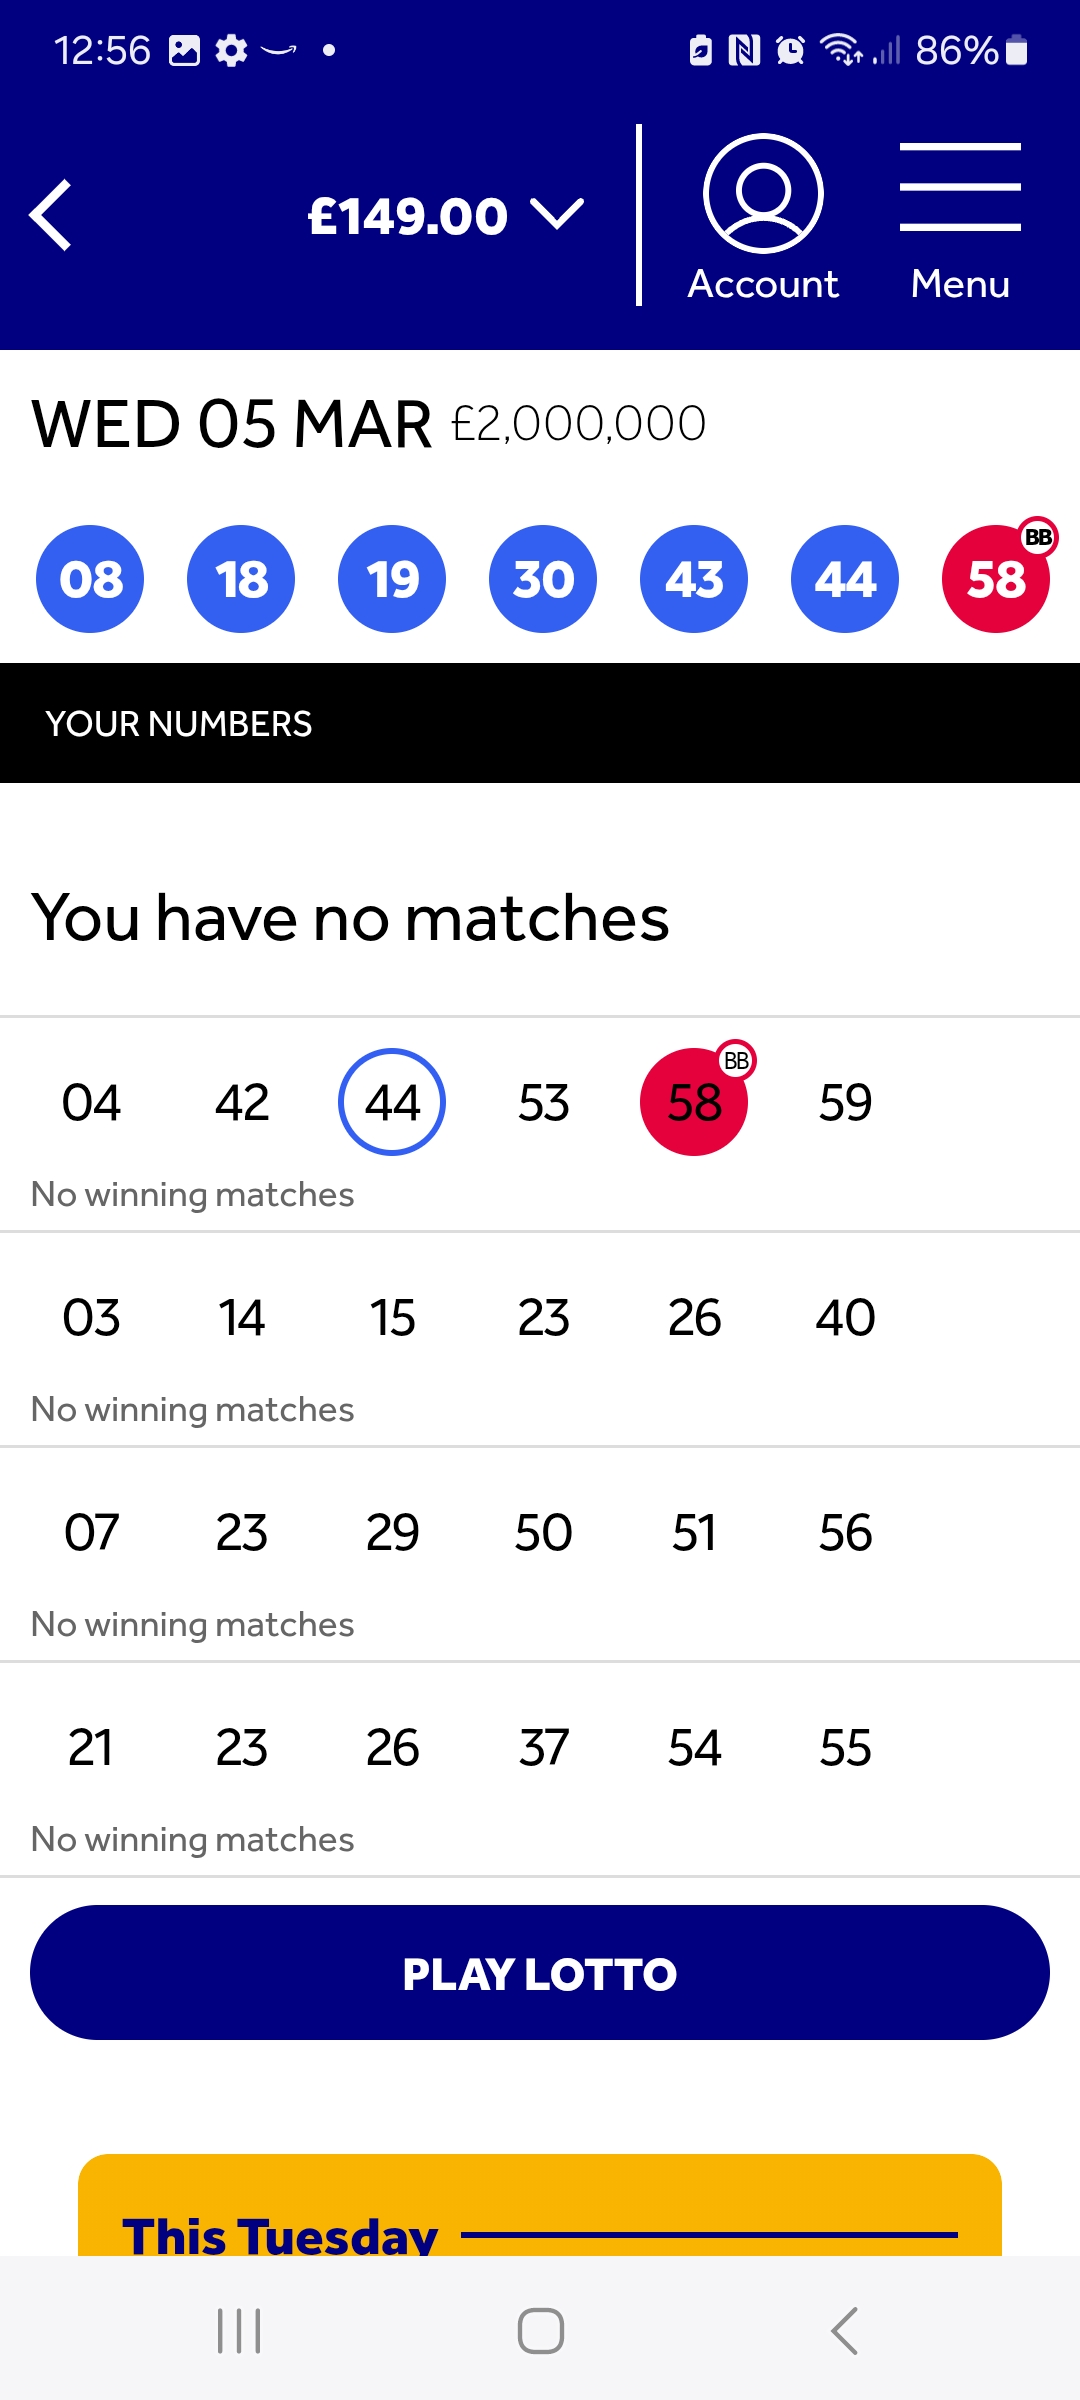 12:56 86%
£149.00
Account Menu
WED 05 MAR £2,000,000
BB
08 18 19 30 43 44 58
YOUR NUMBERS
You have no matches
BB
04 42 44 53 58 59
No winning matches
03 14 15 23 26 40
No winning matches
07 23 29 50 51 56
No winning matches
21 23 26 37 54 55
No winning matches
PLAY LOTTO
This Tuesday